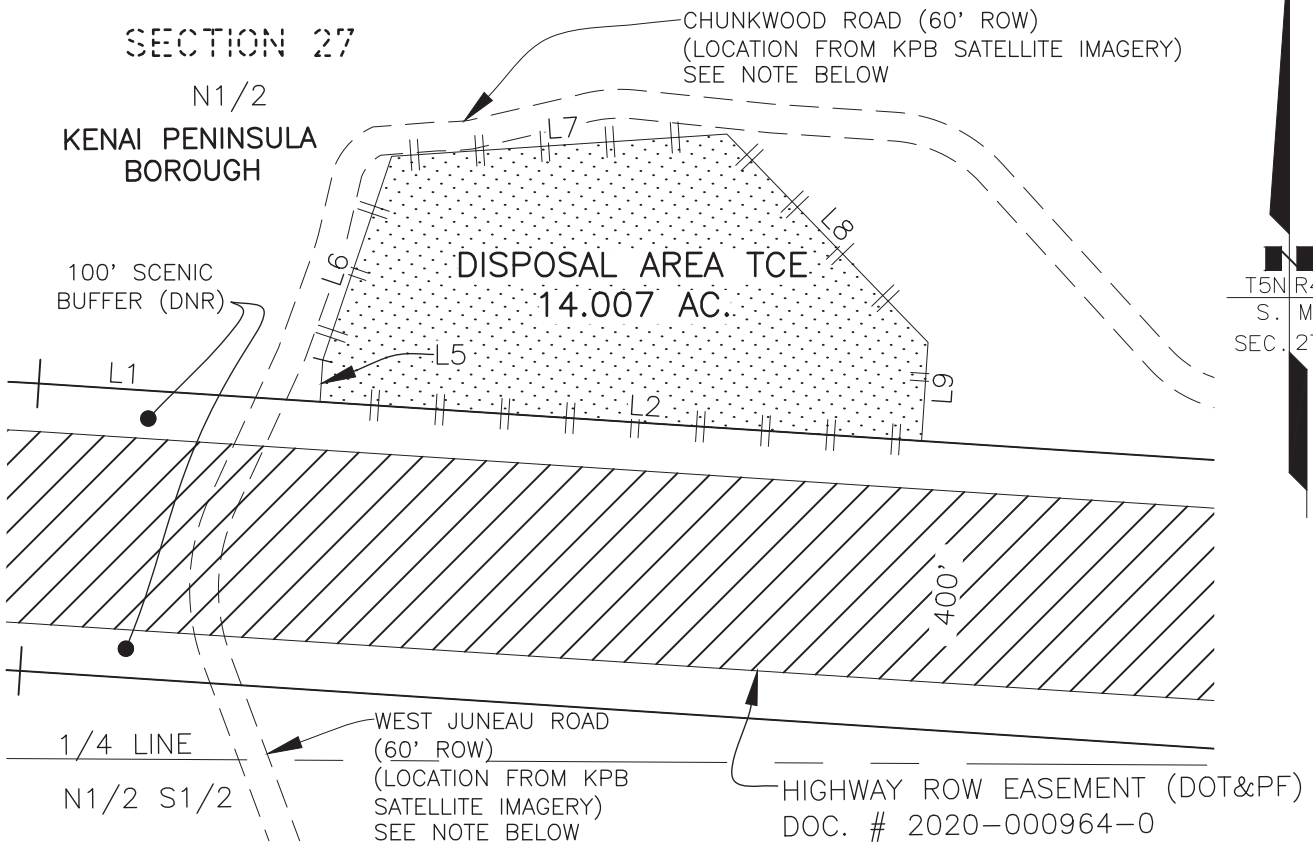 SECTION 27
N1/2
KENAI PENINSULA
BOROUGH
CHUNKWOOD ROAD (60' ROW)
(LOCATION FROM KPB SATELLITE IMAGERY)
SEE NOTE BELOW
L7
L8
L6
DISPOSAL AREA TCE
14.007 AC.
100' SCENIC
BUFFER (DNR)
N
T5N
S.
SEC.
L5
L1
L2
L9
400'
1/4 LINE
N1/2 S1/2
WEST JUNEAU ROAD
(60' ROW)
(LOCATION FROM KPB
SATELLITE IMAGERY)
SEE NOTE BELOW
HIGHWAY ROW EASEMENT (DOT&PF)
DOC. # 2020-000964-0